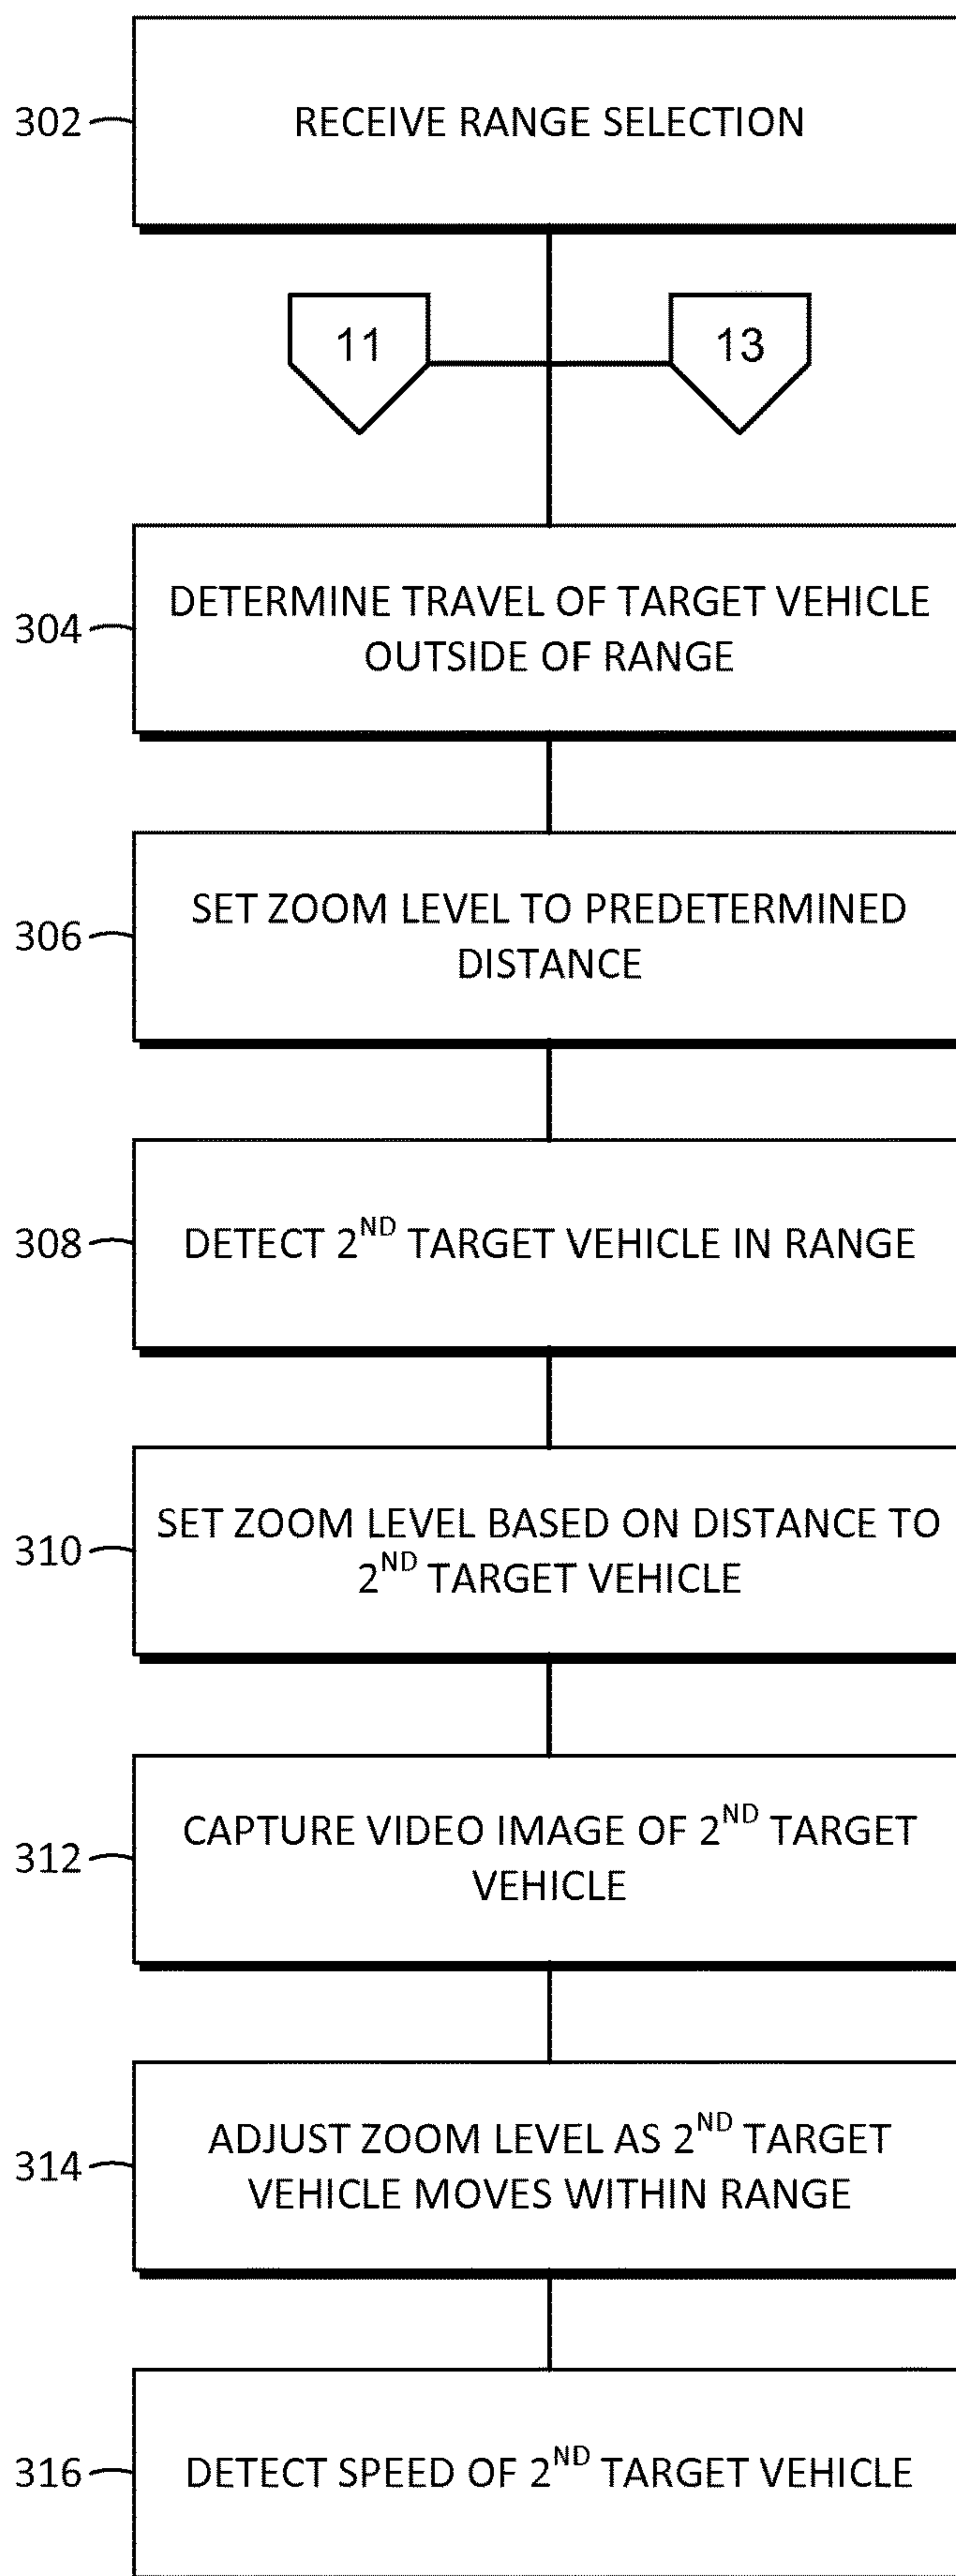 302
RECEIVE RANGE SELECTION
11
13
304
DETERMINE TRAVEL OF TARGET VEHICLE
OUTSIDE OF RANGE
306
SET ZOOM LEVEL TO PREDETERMINED
DISTANCE
308
DETECT 2ND TARGET VEHICLE IN RANGE
310
SET ZOOM LEVEL BASED ON DISTANCE TO
2ND TARGET VEHICLE
312
CAPTURE VIDEO IMAGE OF 2ND TARGET
VEHICLE
314
ADJUST ZOOM LEVEL AS 2ND TARGET
VEHICLE MOVES WITHIN RANGE
316
DETECT SPEED OF 2ND TARGET VEHICLE